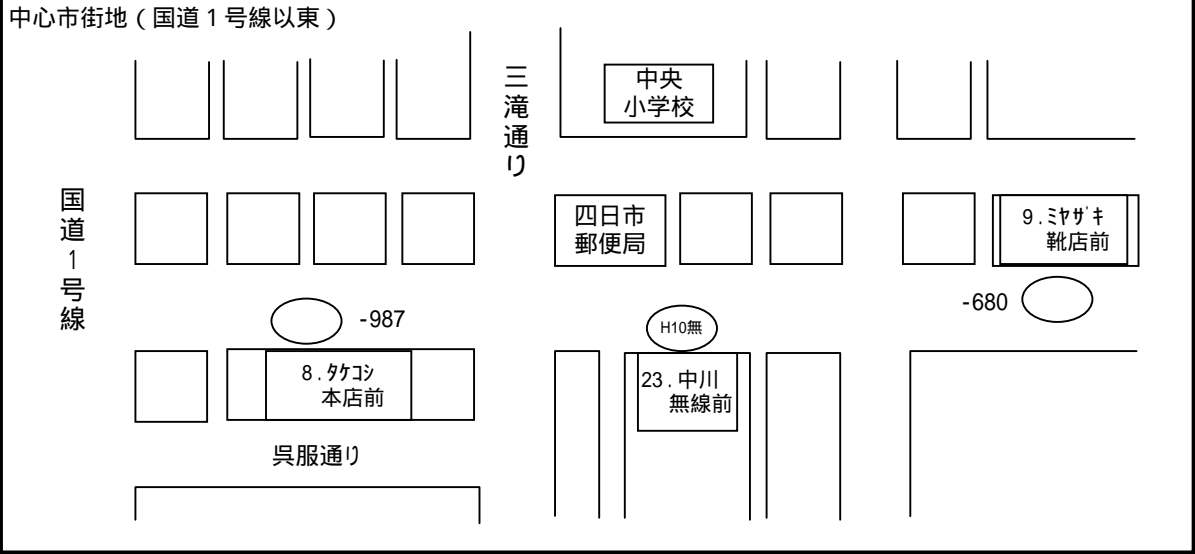 中心市街地(国道1号線以東)
三滝通り
中央
小学校
国道1号線
四日市
郵便局
9.ﾐﾔｻﾞｷ
靴店前
-987
H10無
-680
8.ﾀｹｺｼ
本店前
23.中川
無線前
呉服通り